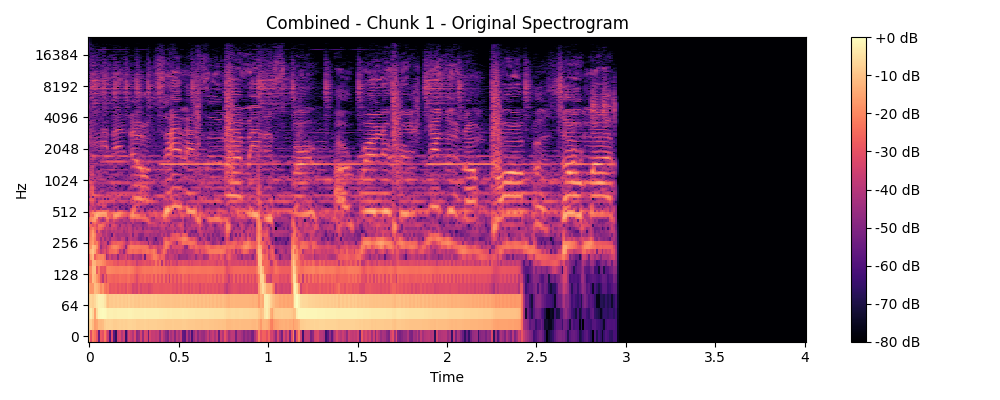 Combined - Chunk 1 - Original Spectrogram
16384
8192
4096
2048
1024
512
256
128
64
0
Hz
0 0.5 1 1.5 2 2.5 3 3.5 4
Time
+0 dB
-10 dB
-20 dB
-30 dB
-40 dB
-50 dB
-60 dB
-70 dB
-80 dB